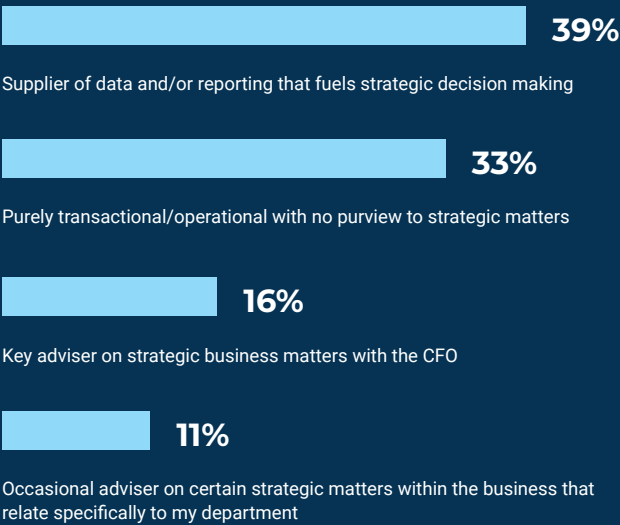 39%
Supplier of data and/or reporting that fuels strategic decision making
33%
Purely transactional/operational with no purview to strategic matters
16%
Key adviser on strategic business matters with the CFO
11%
Occasional adviser on certain strategic matters within the business that
relate specifically to my department